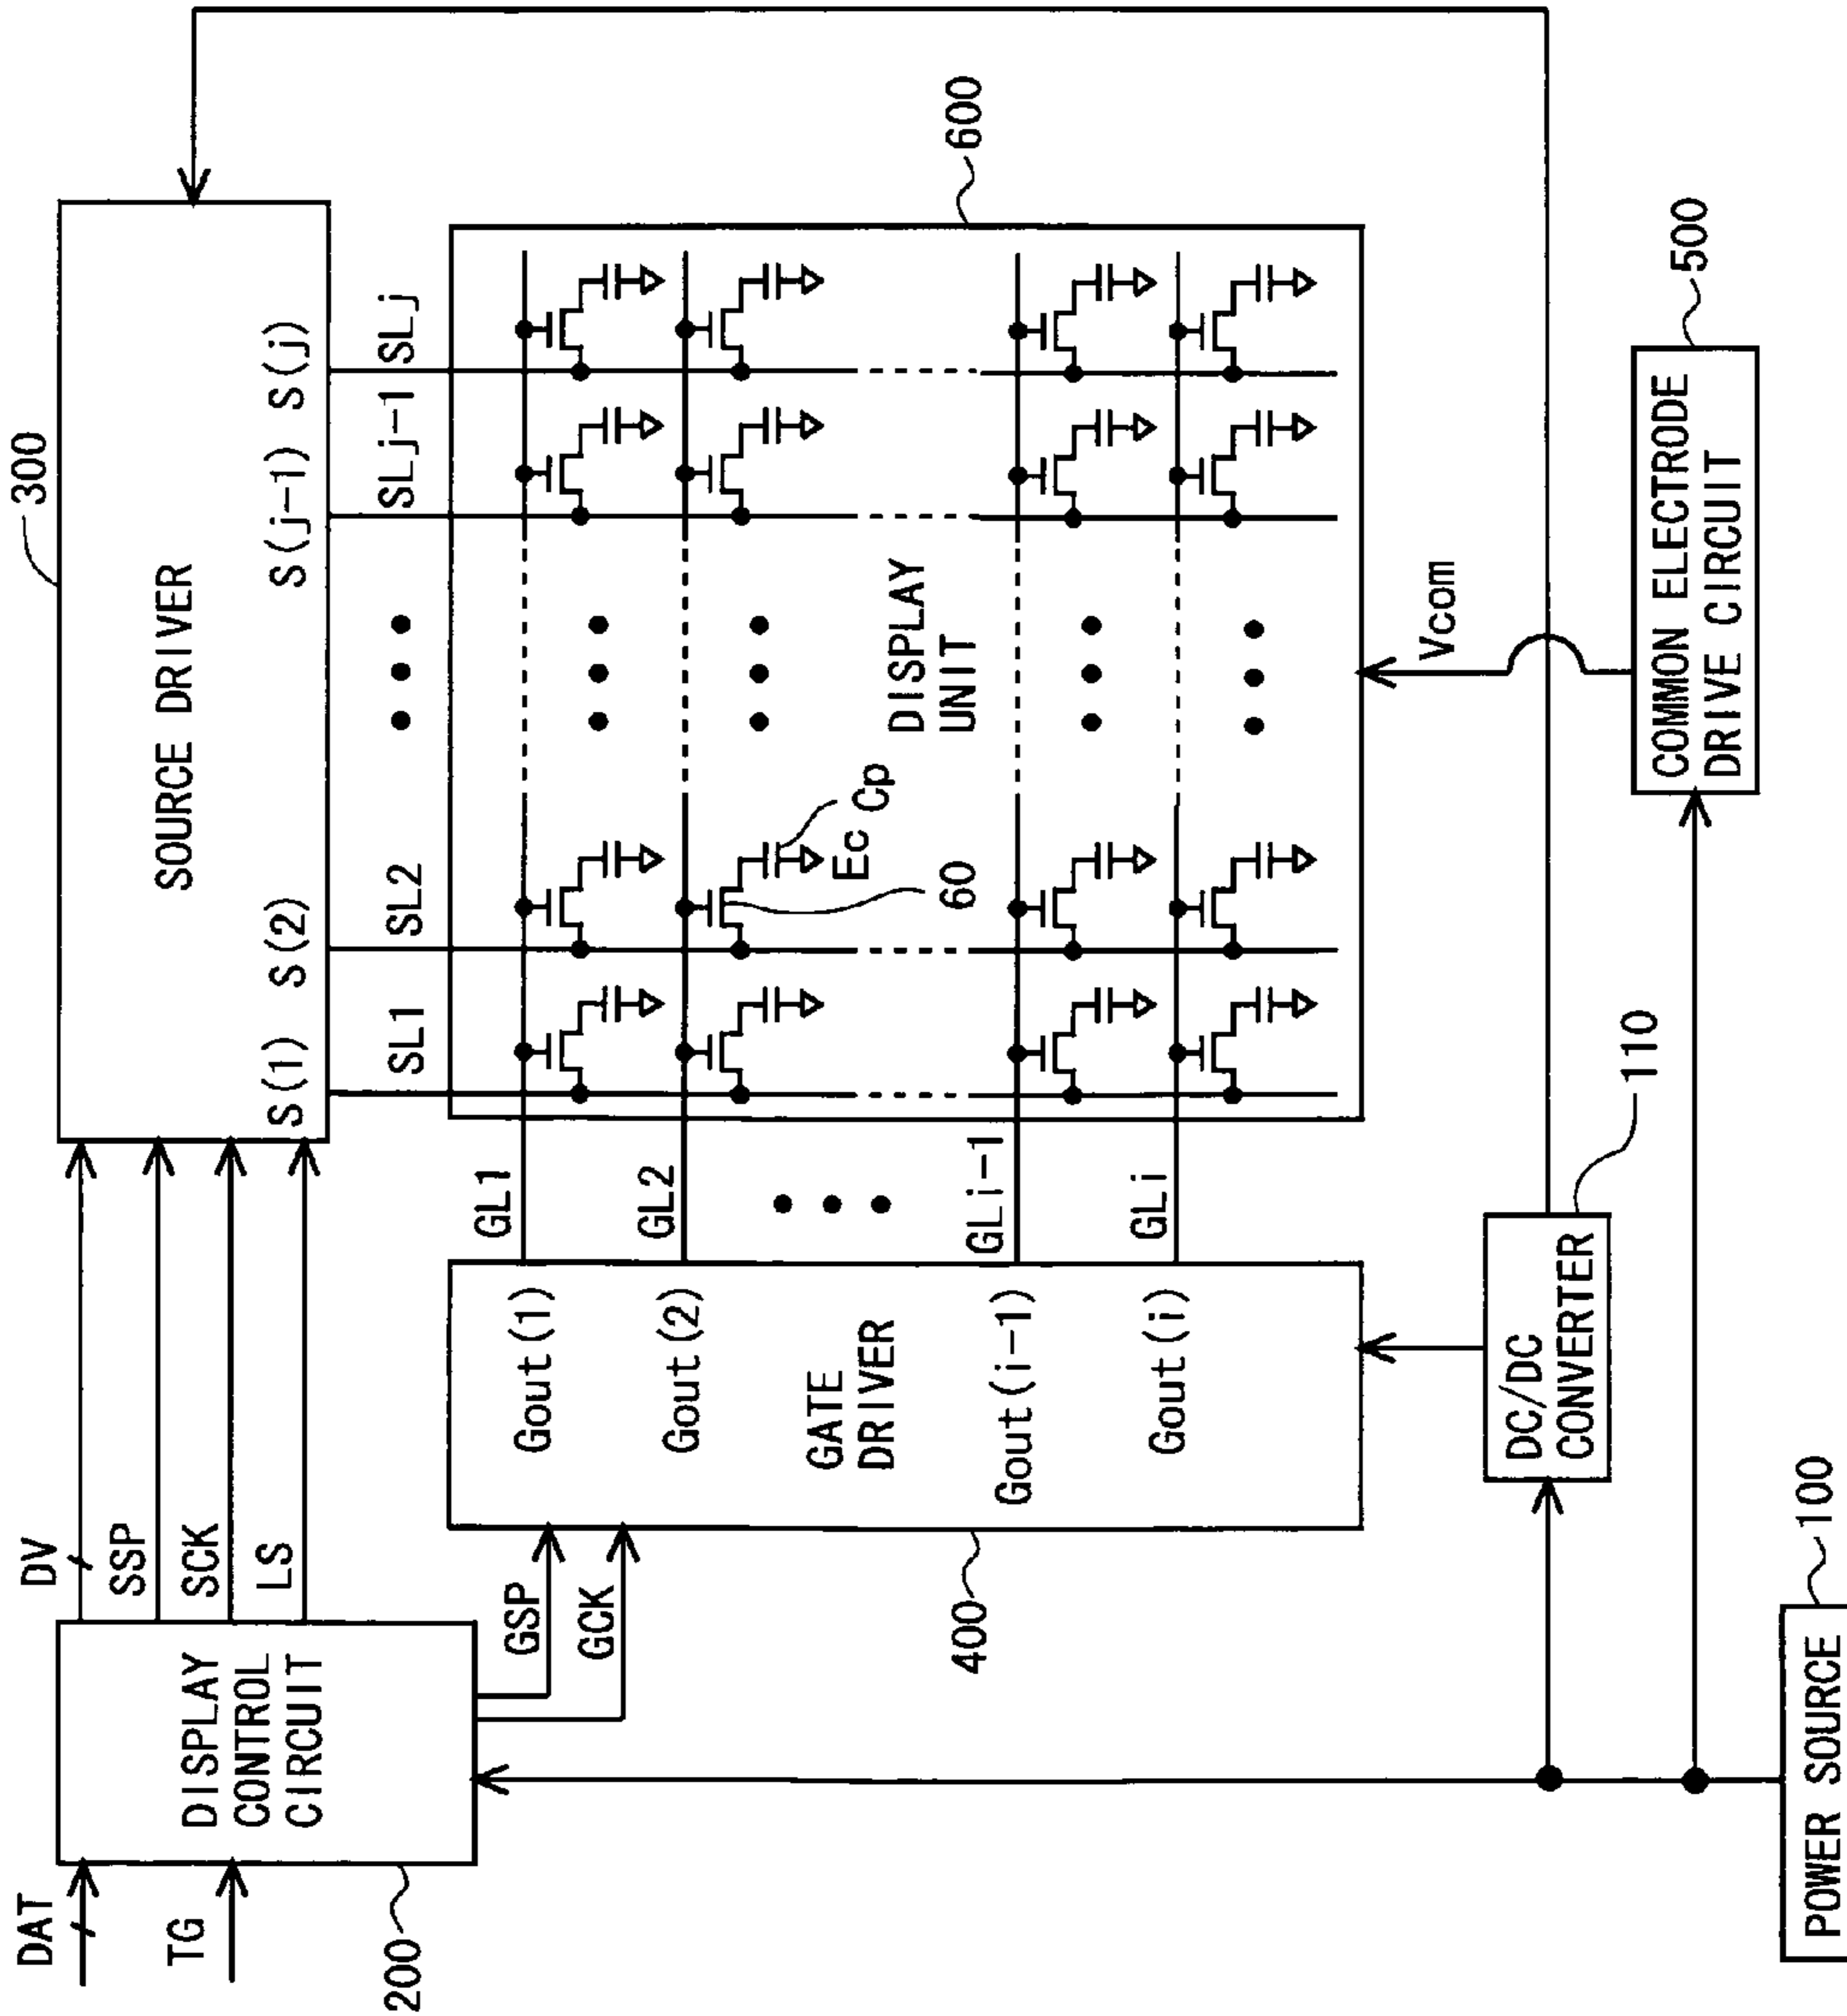 DAT
TG
200
DISPLAY
CONTROL
CIRCUIT
DV
SSP
SCK
LS
GSP
GCK
300
SOURCE DRIVER
S(1)
S(2)
S(j-1)
S(j)
SL1
SL2
SLj-1
SLj
400
Gout(1)
Gout(2)
GATE
DRIVER
Gout(i-1)
Gout(i)
GL1
GL2
GLi-1
GLi
600
Cp
Ec
60
DISPLAY
UNIT
Vcom
500
COMMON ELECTRODE
DRIVE CIRCUIT
110
DC/DC
CONVERTER
100
POWER SOURCE